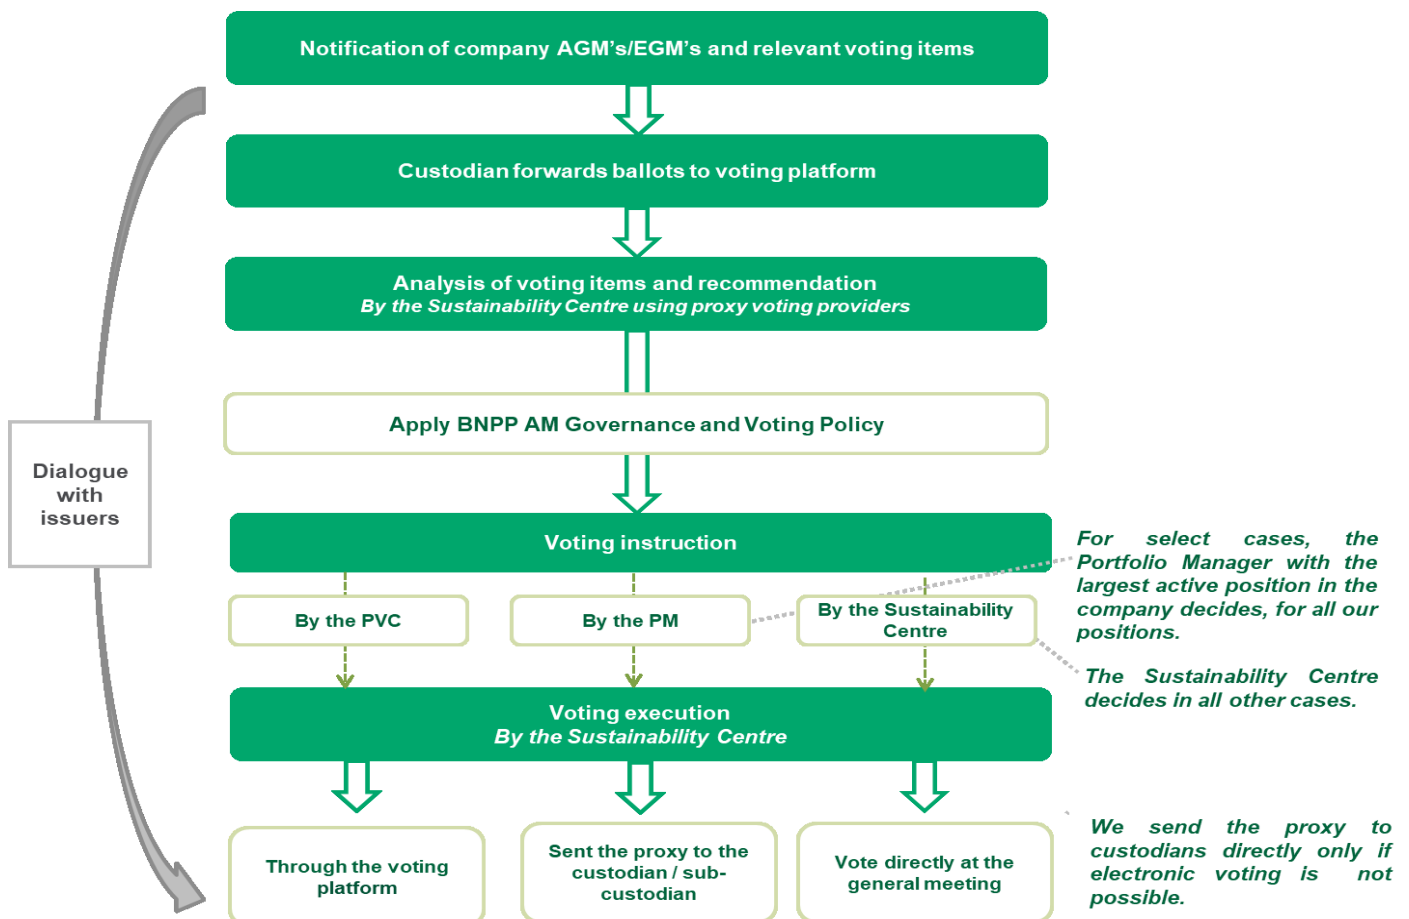 Notification of company AGM's/EGM's and relevant voting items
Custodian forwards ballots to voting platform
Analysis of voting items and recommendation
By the Sustainability Centre using proxy voting providers
Apply BNPP AM Governance and Voting Policy
Dialogue
with
issuers
Voting instruction
By the PVC
By the PM
By the Sustainability
Centre
For select cases, the
Portfolio Manager with the
largest active position in the
company decides, for all our
positions.
The Sustainability Centre
decides in all other cases.
Voting execution
By the Sustainability Centre
Through the voting
platform
Sent the proxy to the
custodian / sub-
custodian
Vote directly at the
general meeting
We send the proxy to
custodians directly only if
electronic voting is not
possible.